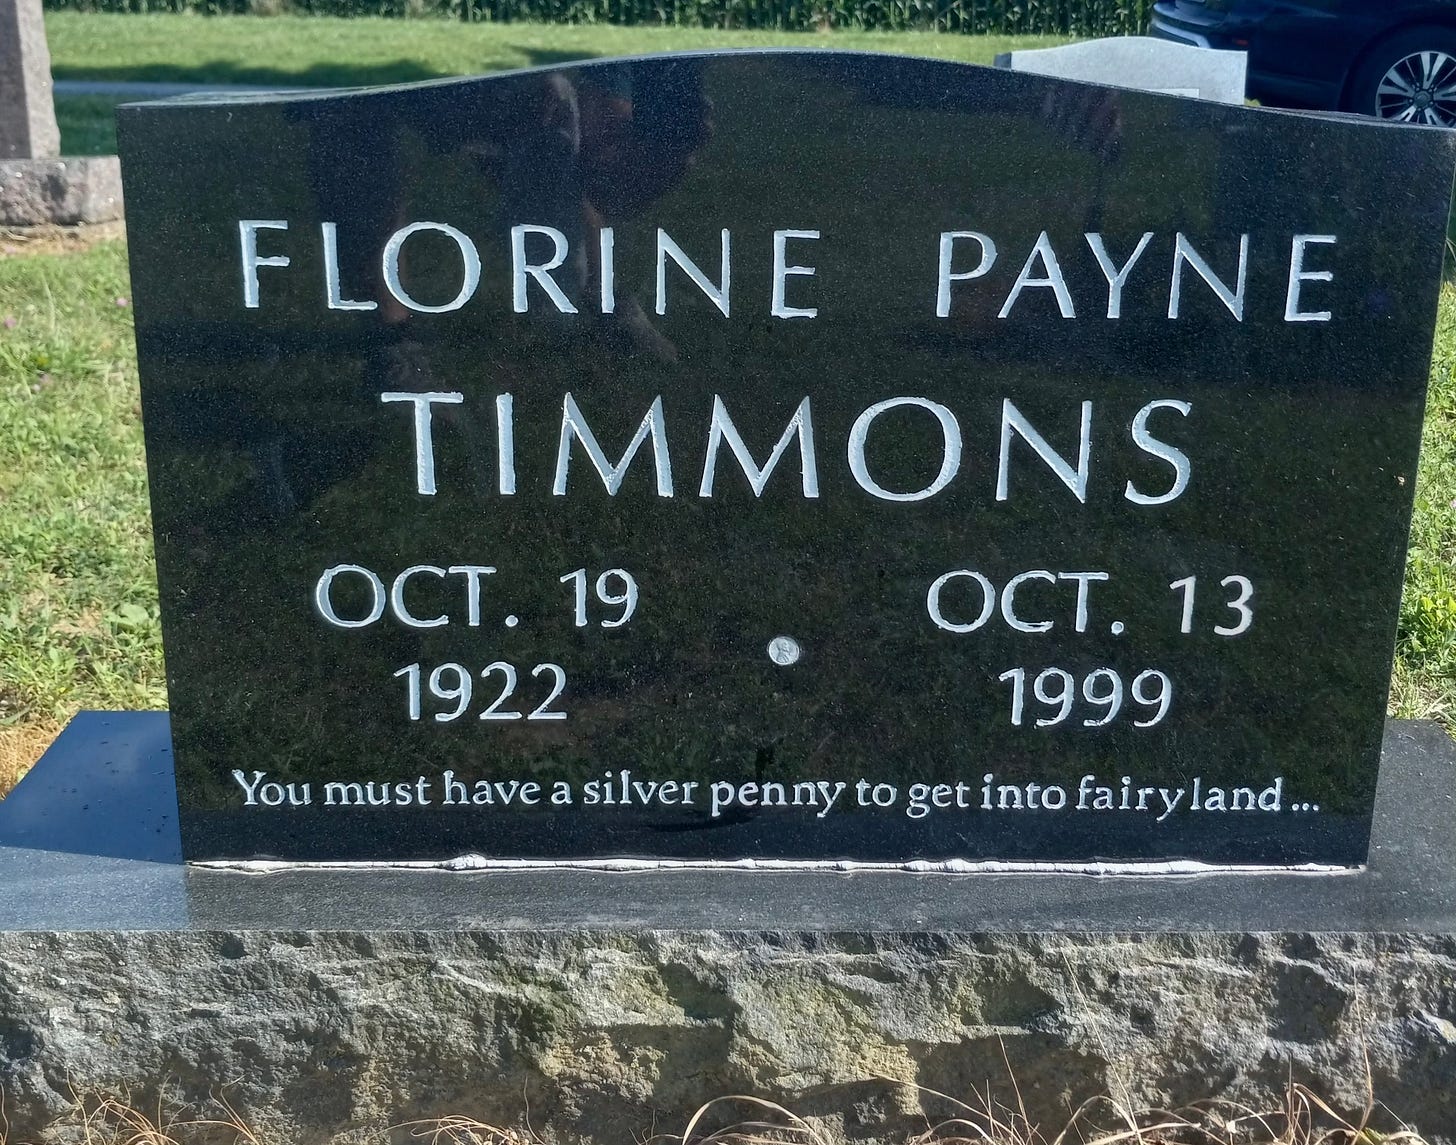 FLORINE PAYNE
TIMMONS
OCT. 19 OCT. 13
1922 1999
You must have a silver penny to get into fairyland...